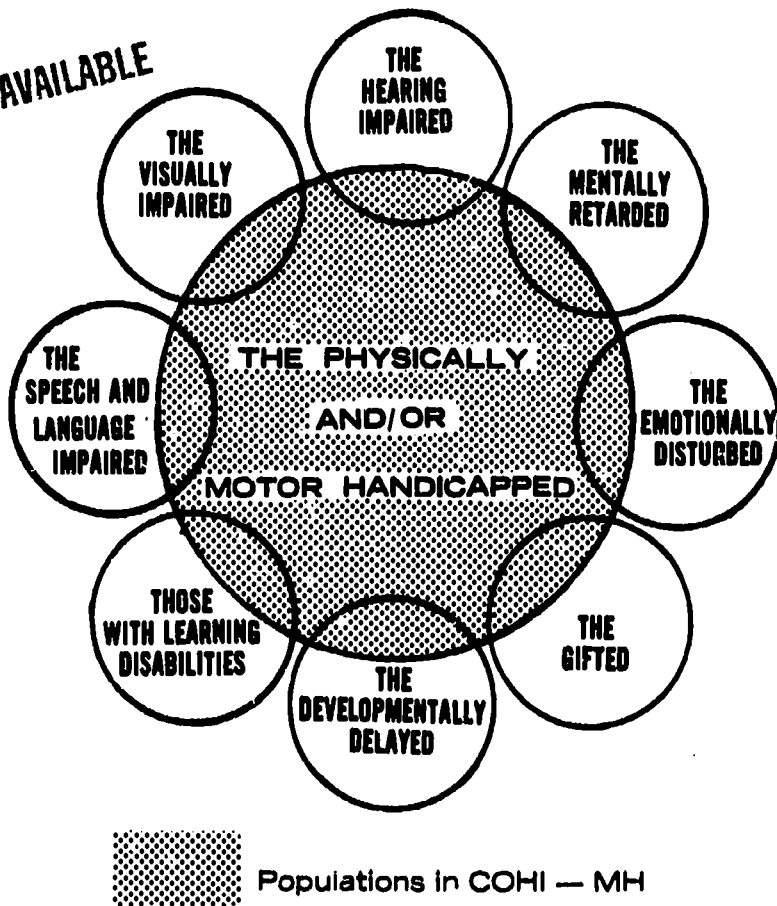 AVAILABLE
THE
HEARING
IMPAIRED
THE
VISUALLY
IMPAIRED
THE
MENTALLY
RETARDED
THE
SPEECH AND
LANGUAGE
IMPAIRED
THE PHYSICALLY
AND/OR
MOTOR HANDICAPPED
THE
EMOTIONALLY
DISTURBED
THOSE
WITH LEARNING
DISABILITIES
THE
DEVELOPMENTALLY
DELAYED
THE
GIFTED
Populations in COHI — MH